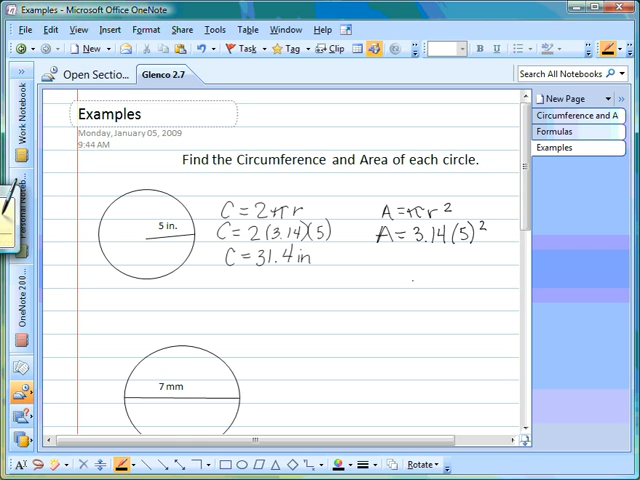 Examples - Microsoft Office OneNote
File Edit View Insert Format Tools Table Window Help
New Task Tag View B U
Open Sectio... Glenco 2.7 Search All Notebooks
New Page
Circumference and A
Formulas
Examples
Work Notebook
Personal Notebook
OneNote 200...
Examples
Monday, January 05, 2009
9:44 AM
Find the Circumference and Area of each circle.
5 in.
C = 2πr
C = 2(3.14)(5)
C = 31.4 in
A = πr²
A = 3.14(5)²
7 mm
Rotate